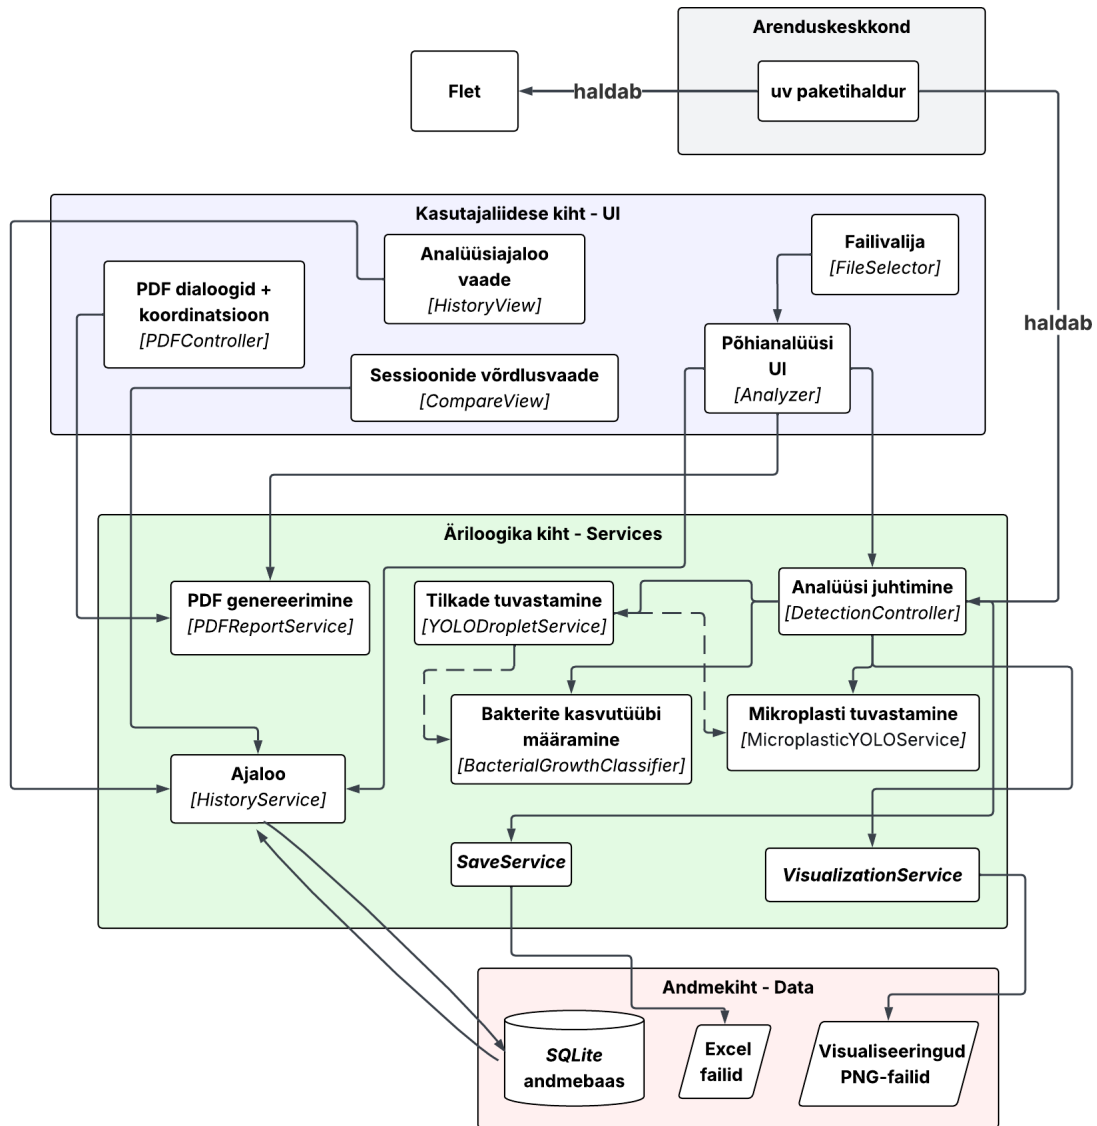 Arenduskeskkond
Flet
haldab
uv paketihaldur
haldab
Kasutajaliidese kiht - UI
PDF dialoogid +
koordinatsioon
[PDFController]
Analüüsiajaloo
vaade
[HistoryView]
Failivalija
[FileSelector]
Sessioonide võrdlusvaade
[CompareView]
Põhianalüüsi
UI
[Analyzer]
Äriloogika kiht - Services
PDF genereerimine
[PDFReportService]
Tilkade tuvastamine
[YOLODropletService]
Analüüsi juhtimine
[DetectionController]
Bakterite kasvutüübi
määramine
[BacterialGrowthClassifier]
Mikroplasti tuvastamine
[MicroplasticYOLOService]
Ajaloo
[HistoryService]
SaveService
VisualizationService
Andmekiht - Data
SQLite
andmebaas
Excel
failid
Visualiseeringud
PNG-failid